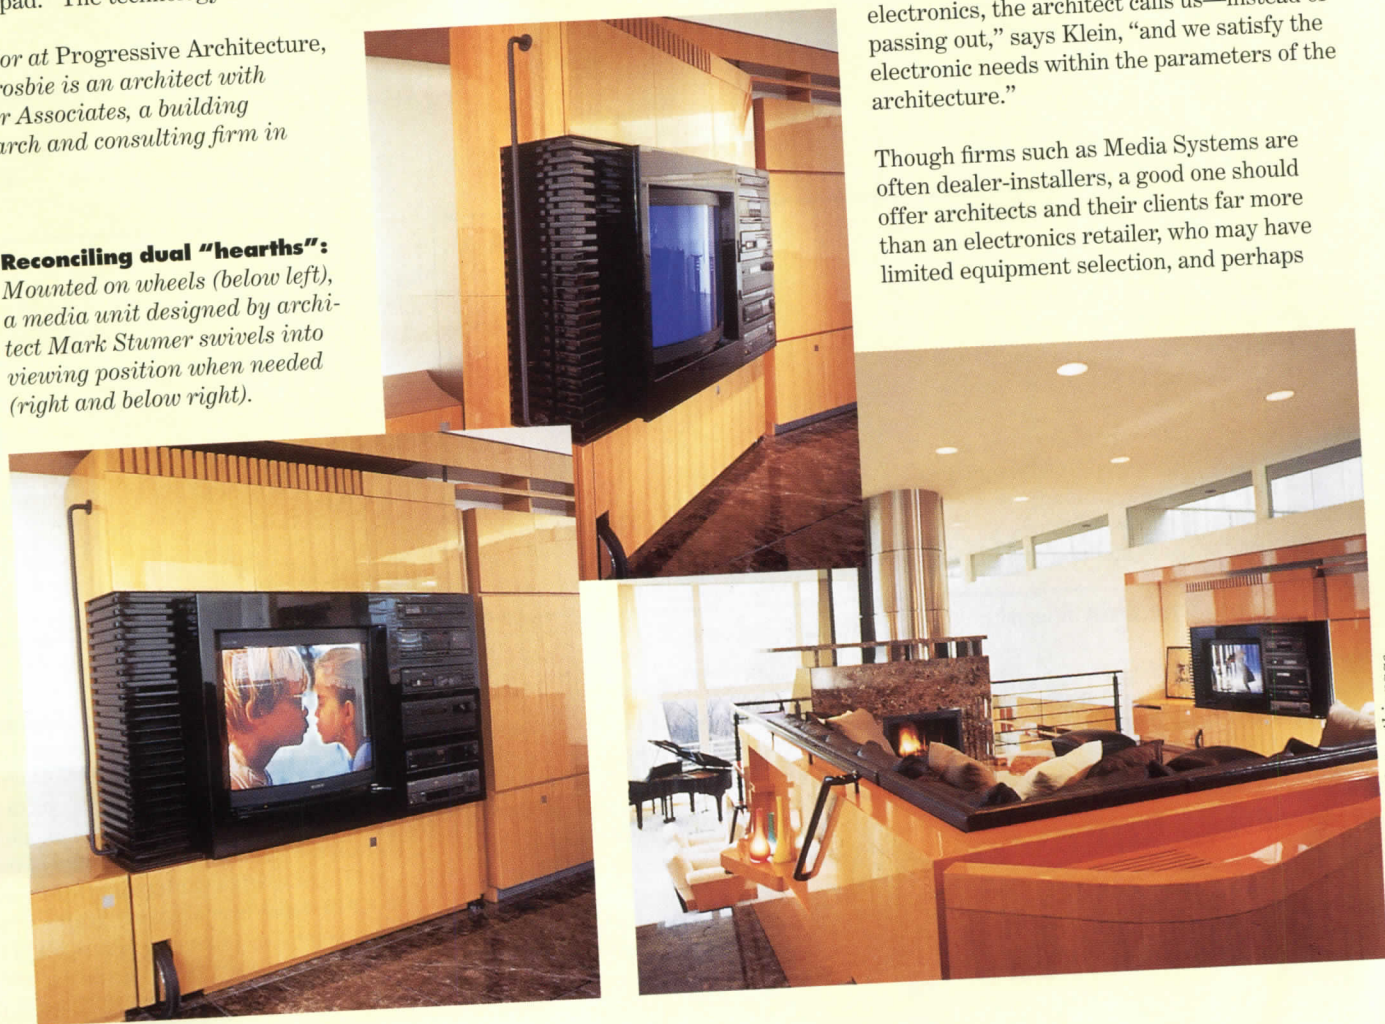 pad." The technology
or at Progressive Architecture,
rosbie is an architect with
r Associates, a building
arch and consulting firm in
Reconciling dual “hearths”:
Mounted on wheels (below left),
a media unit designed by archi-
tect Mark Stumer swivels into
viewing position when needed
(right and below right).
electronics, the architect calls us—instead of
passing out,” says Klein, “and we satisfy the
electronic needs within the parameters of the
architecture.”
Though firms such as Media Systems are
often dealer-installers, a good one should
offer architects and their clients far more
than an electronics retailer, who may have
limited equipment selection, and perhaps